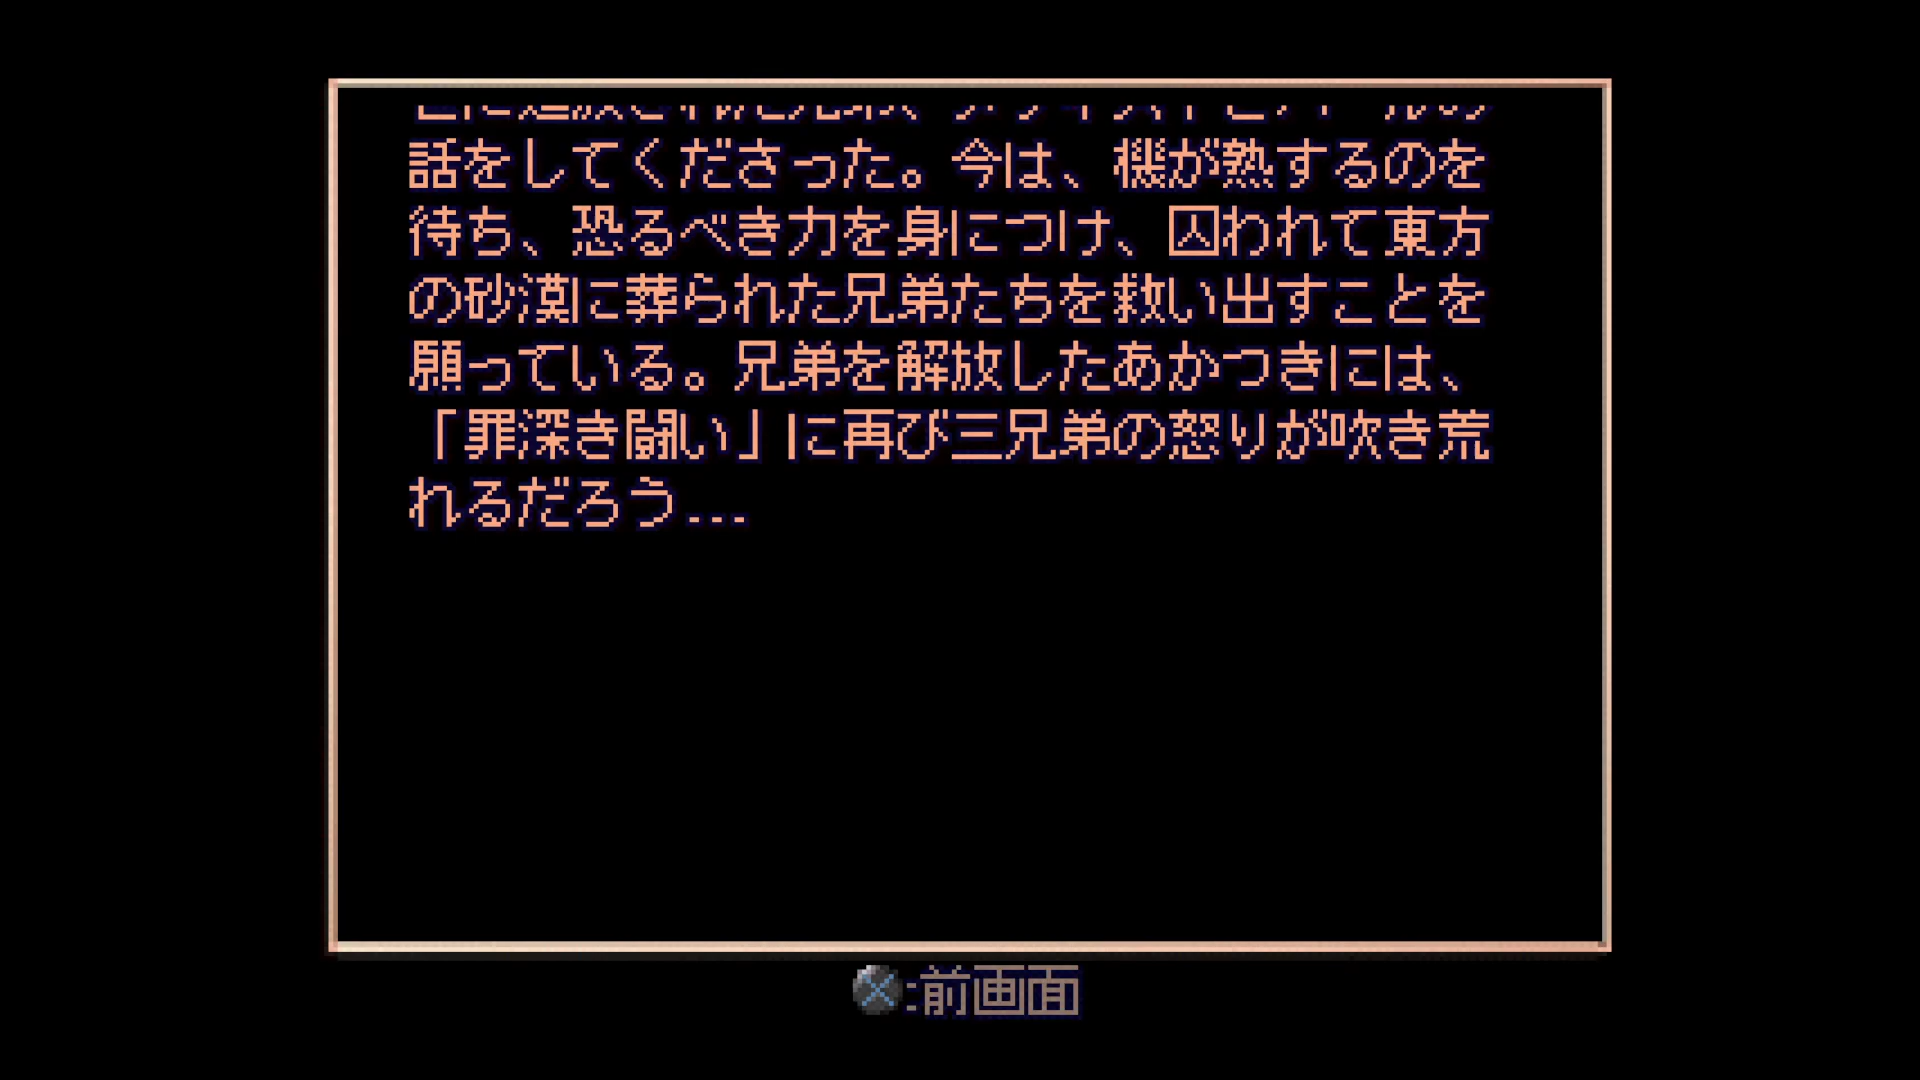 話をしてくださった。今は、機が熟するのを
待ち、恐るべき力を身につけ、囚われて東方
の砂漠に葬られた兄弟たちを救い出すことを
願っている。兄弟を解放したあかつきには、
「罪深き闘い」に再び三兄弟の怒りが吹き荒
れるだろう...
:前画面